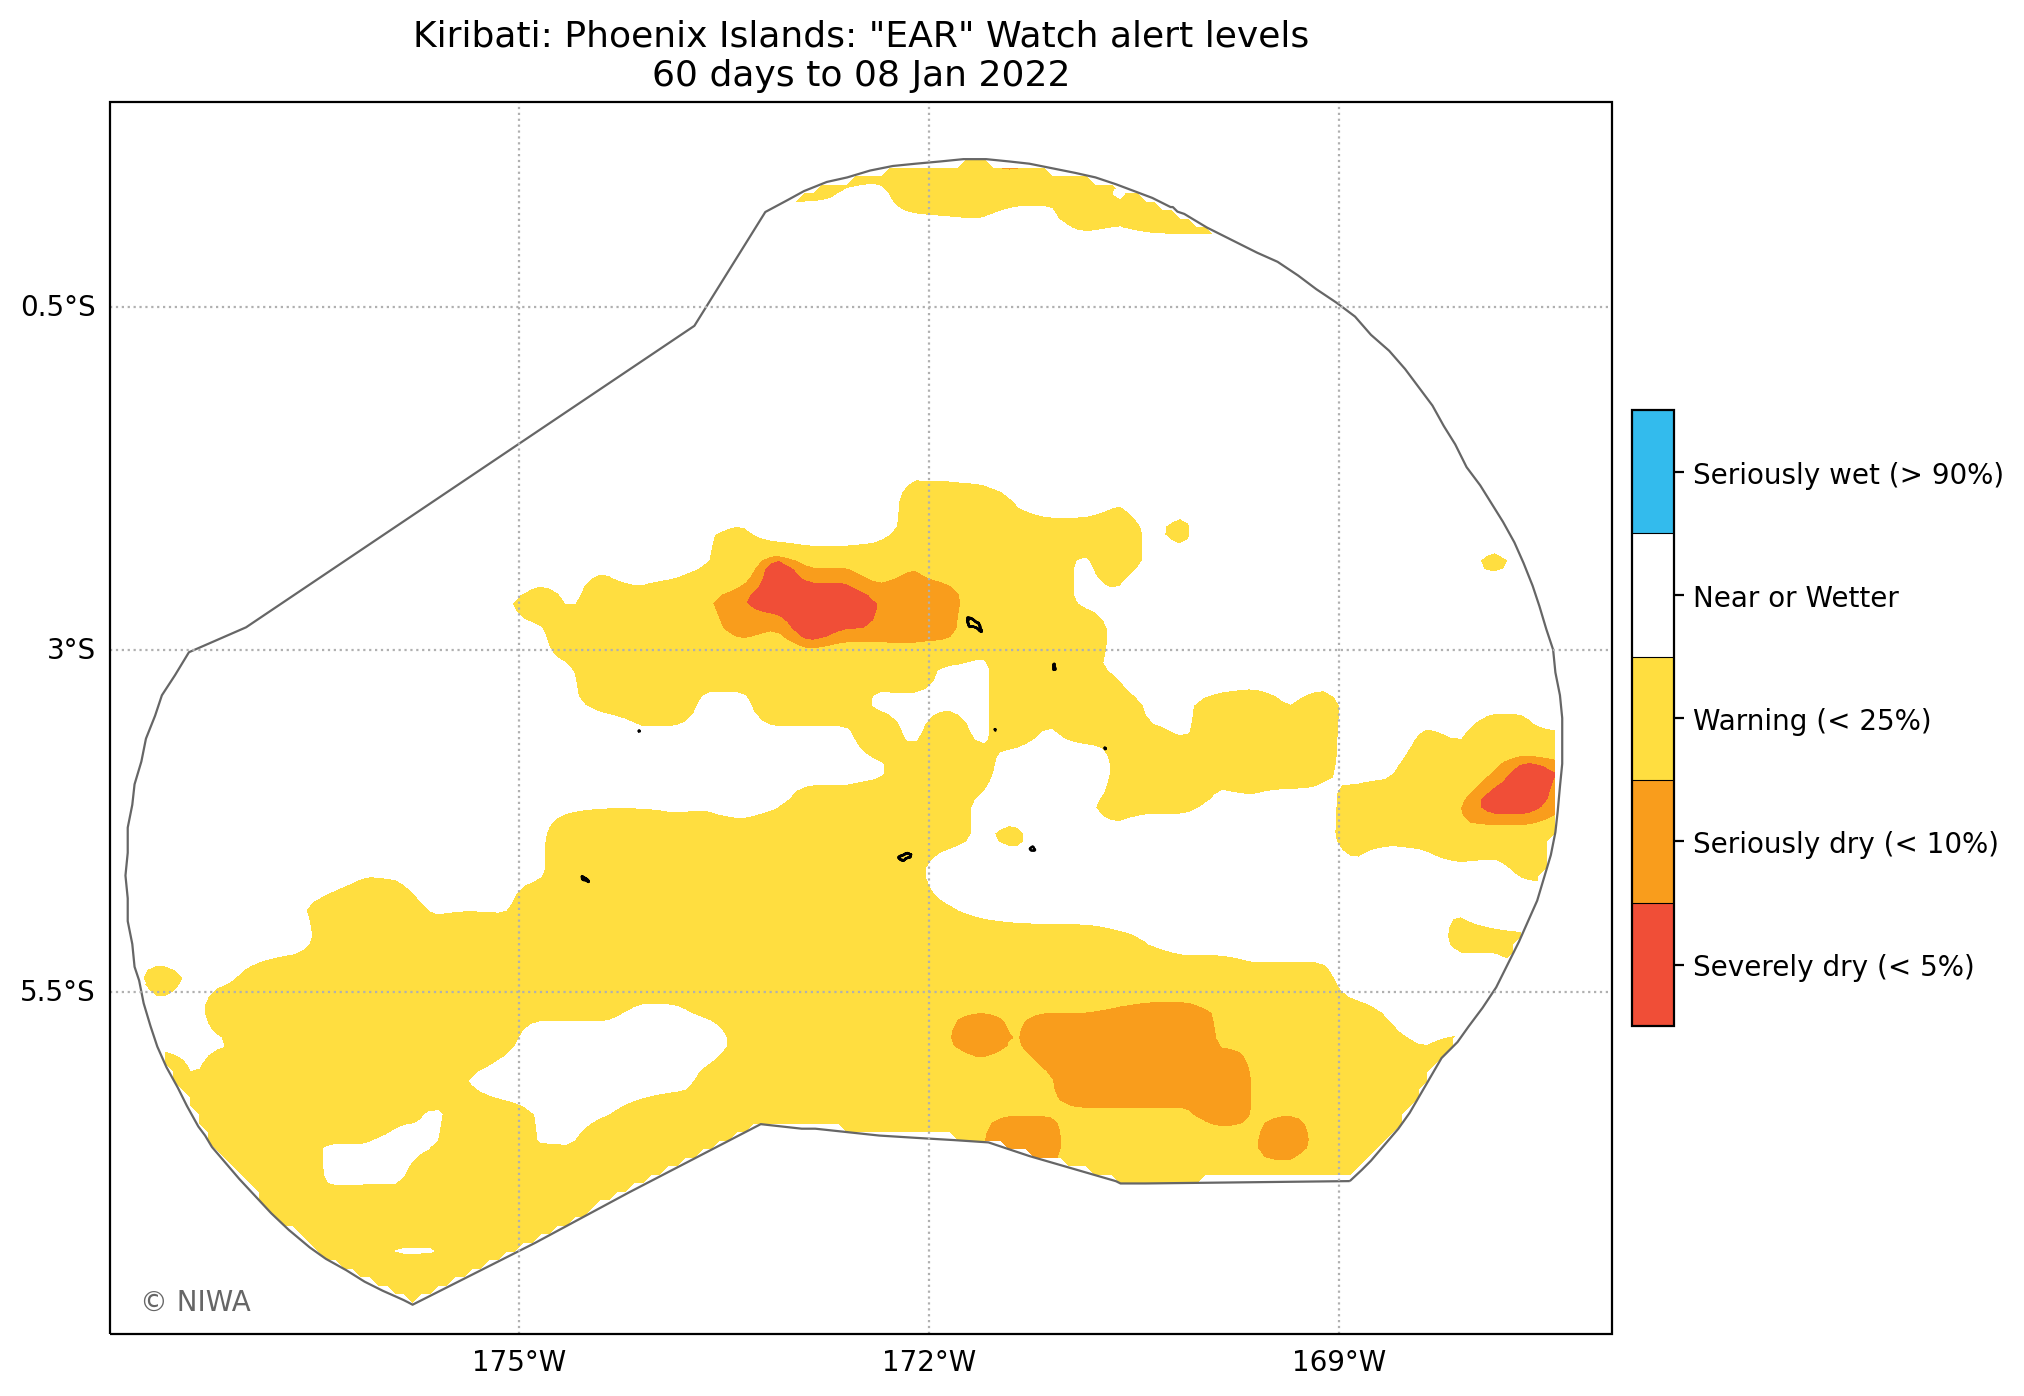 Kiribati: Phoenix Islands: "EAR" Watch alert levels
60 days to 08 Jan 2022
0.5°S
3°S
5.5°S
175°W
172°W
169°W
Seriously wet (> 90%)
Near or Wetter
Warning (< 25%)
Seriously dry (< 10%)
Severely dry (< 5%)
© NIWA